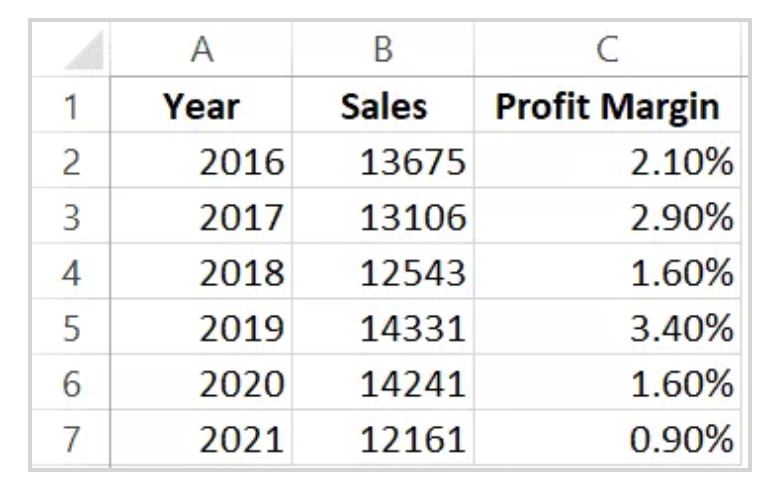 A B C
1 Year Sales Profit Margin
2 2016 13675 2.10%
3 2017 13106 2.90%
4 2018 12543 1.60%
5 2019 14331 3.40%
6 2020 14241 1.60%
7 2021 12161 0.90%